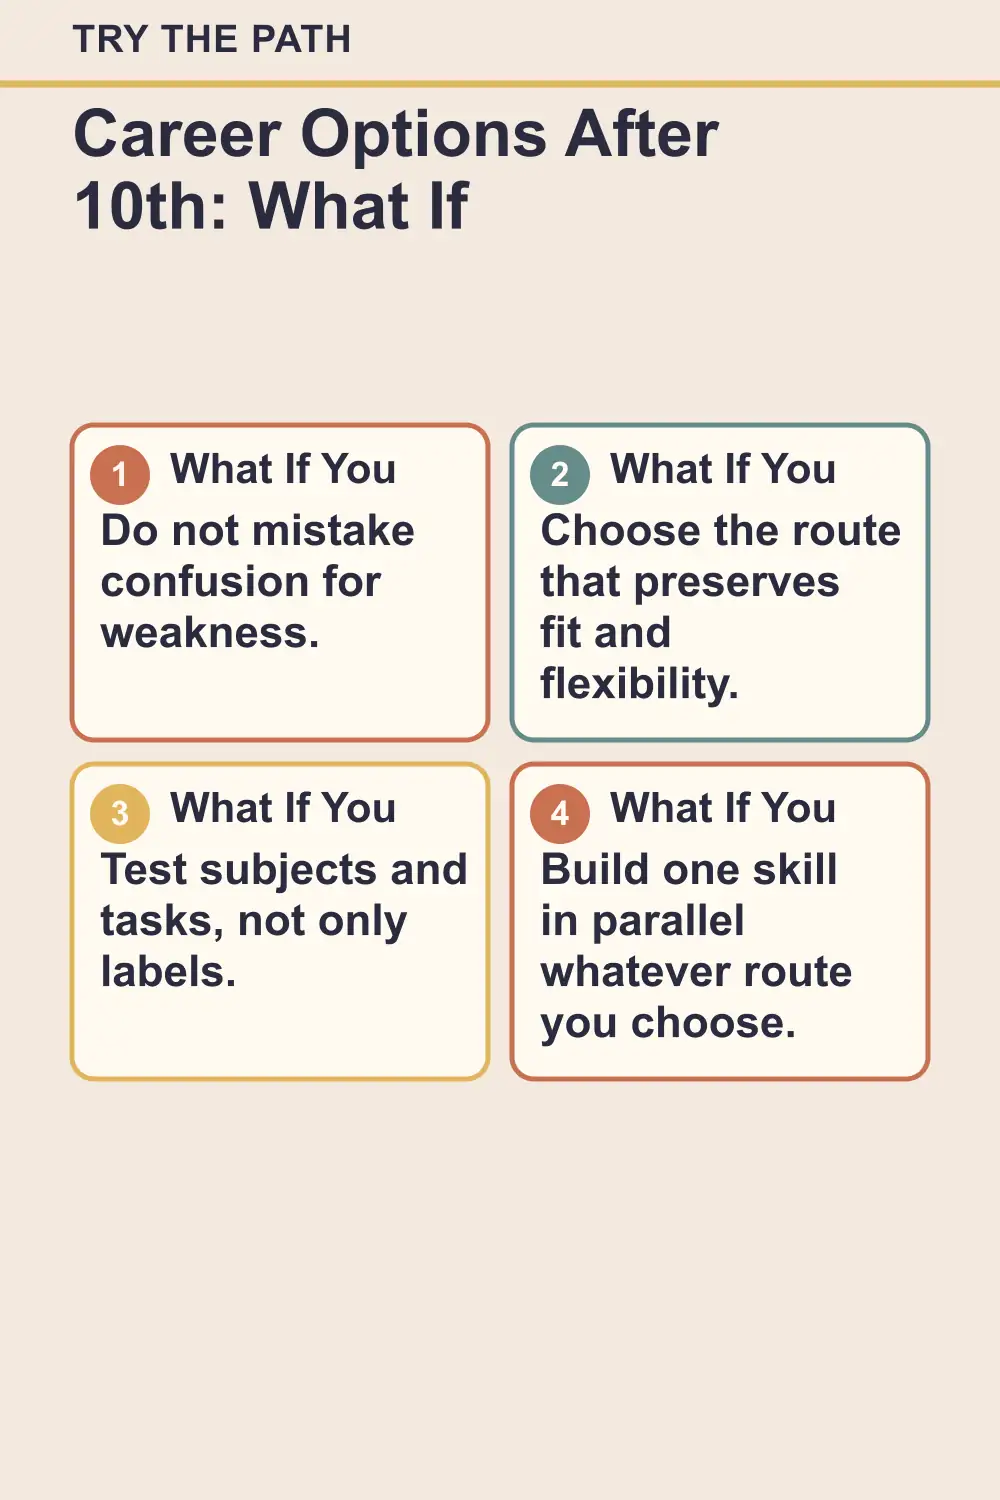 TRY THE PATH
Career Options After
10th: What If
1 What If You
Do not mistake
confusion for
weakness.
2 What If You
Choose the route
that preserves
fit and
flexibility.
3 What If You
Test subjects and
tasks, not only
labels.
4 What If You
Build one skill
in parallel
whatever route
you choose.